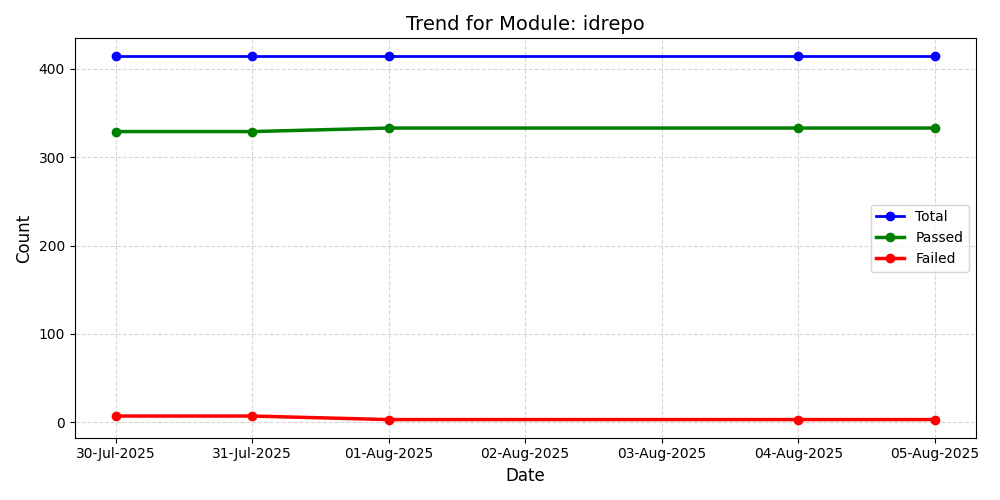 Trend for Module: idrepo
Count
400
300
200
100
0
Total
Passed
Failed
30-Jul-2025 31-Jul-2025 01-Aug-2025 02-Aug-2025 03-Aug-2025 04-Aug-2025 05-Aug-2025
Date